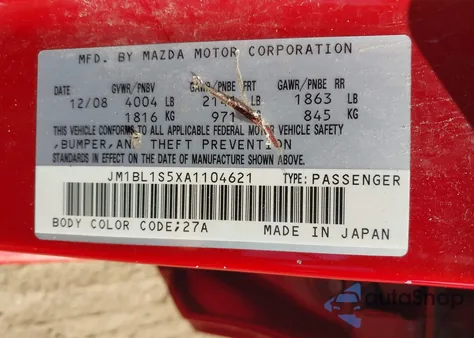 MFD. BY MAZDA MOTOR CORPORATION
DATE GVWR/PNBV GAWR/PNBE FRT GAWR/PNBE RR
12/08 4004 LB LB 1863 LB
1816 KG 971 KG 845 KG
THIS VEHICLE CONFORMS TO ALL APPLICABLE FEDERAL MOTOR VEHICLE SAFETY
,BUMPER,AND THEFT PREVENTION
STANDARDS IN EFFECT ON THE DATE OF MANUFACTURE SHOWN ABOVE.
JM1BL1S5XA1104621 TYPE:PASSENGER
BODY COLOR CODE;27A MADE IN JAPAN
autoShop